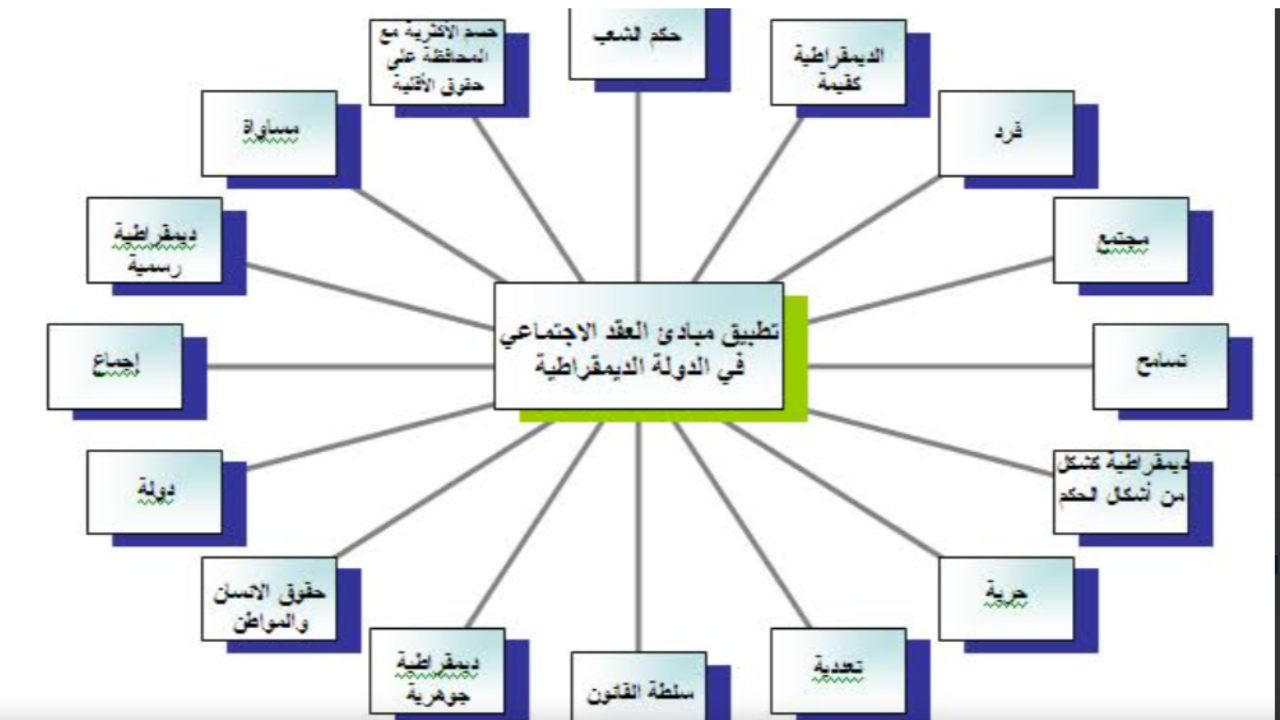 حكم الشعب
الديمقراطية
كقيمة
فرد
مجتمع
تسامح
ديمقراطية كشكل
من أشكال الحكم
حرية
تعددية
سلطة القانون
ديمقراطية
جوهرية
حقوق الانسان
والمواطن
دولة
إجماع
ديمقراطية
رسمية
مساواة
حسم الأكثرية مع
المحافظة على
حقوق الأقلية
تطبيق مبادئ العقد الاجتماعي
في الدولة الديمقراطية